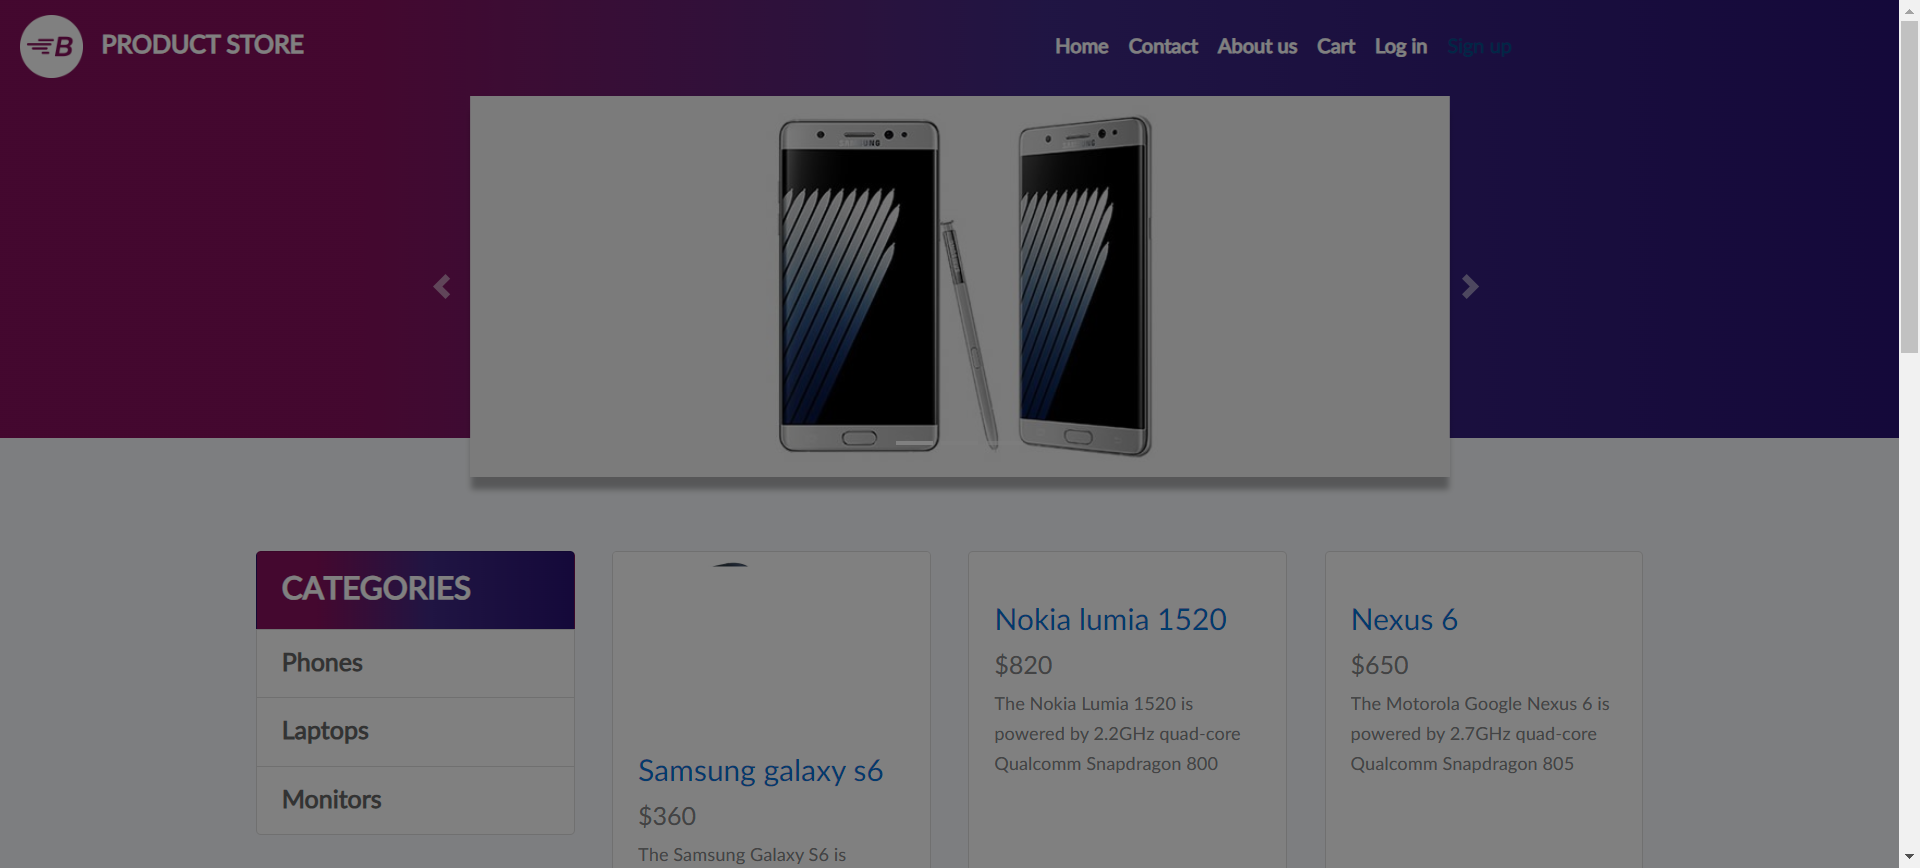 B PRODUCT STORE
Home Contact About us Cart Log in Sign up
SAMSUNG
SAMSUNG
CATEGORIES
Phones
Laptops
Monitors
Samsung galaxy s6
$360
The Samsung Galaxy S6 is
Nokia lumia 1520
$820
The Nokia Lumia 1520 is
powered by 2.2GHz quad-core
Qualcomm Snapdragon 800
Nexus 6
$650
The Motorola Google Nexus 6 is
powered by 2.7GHz quad-core
Qualcomm Snapdragon 805